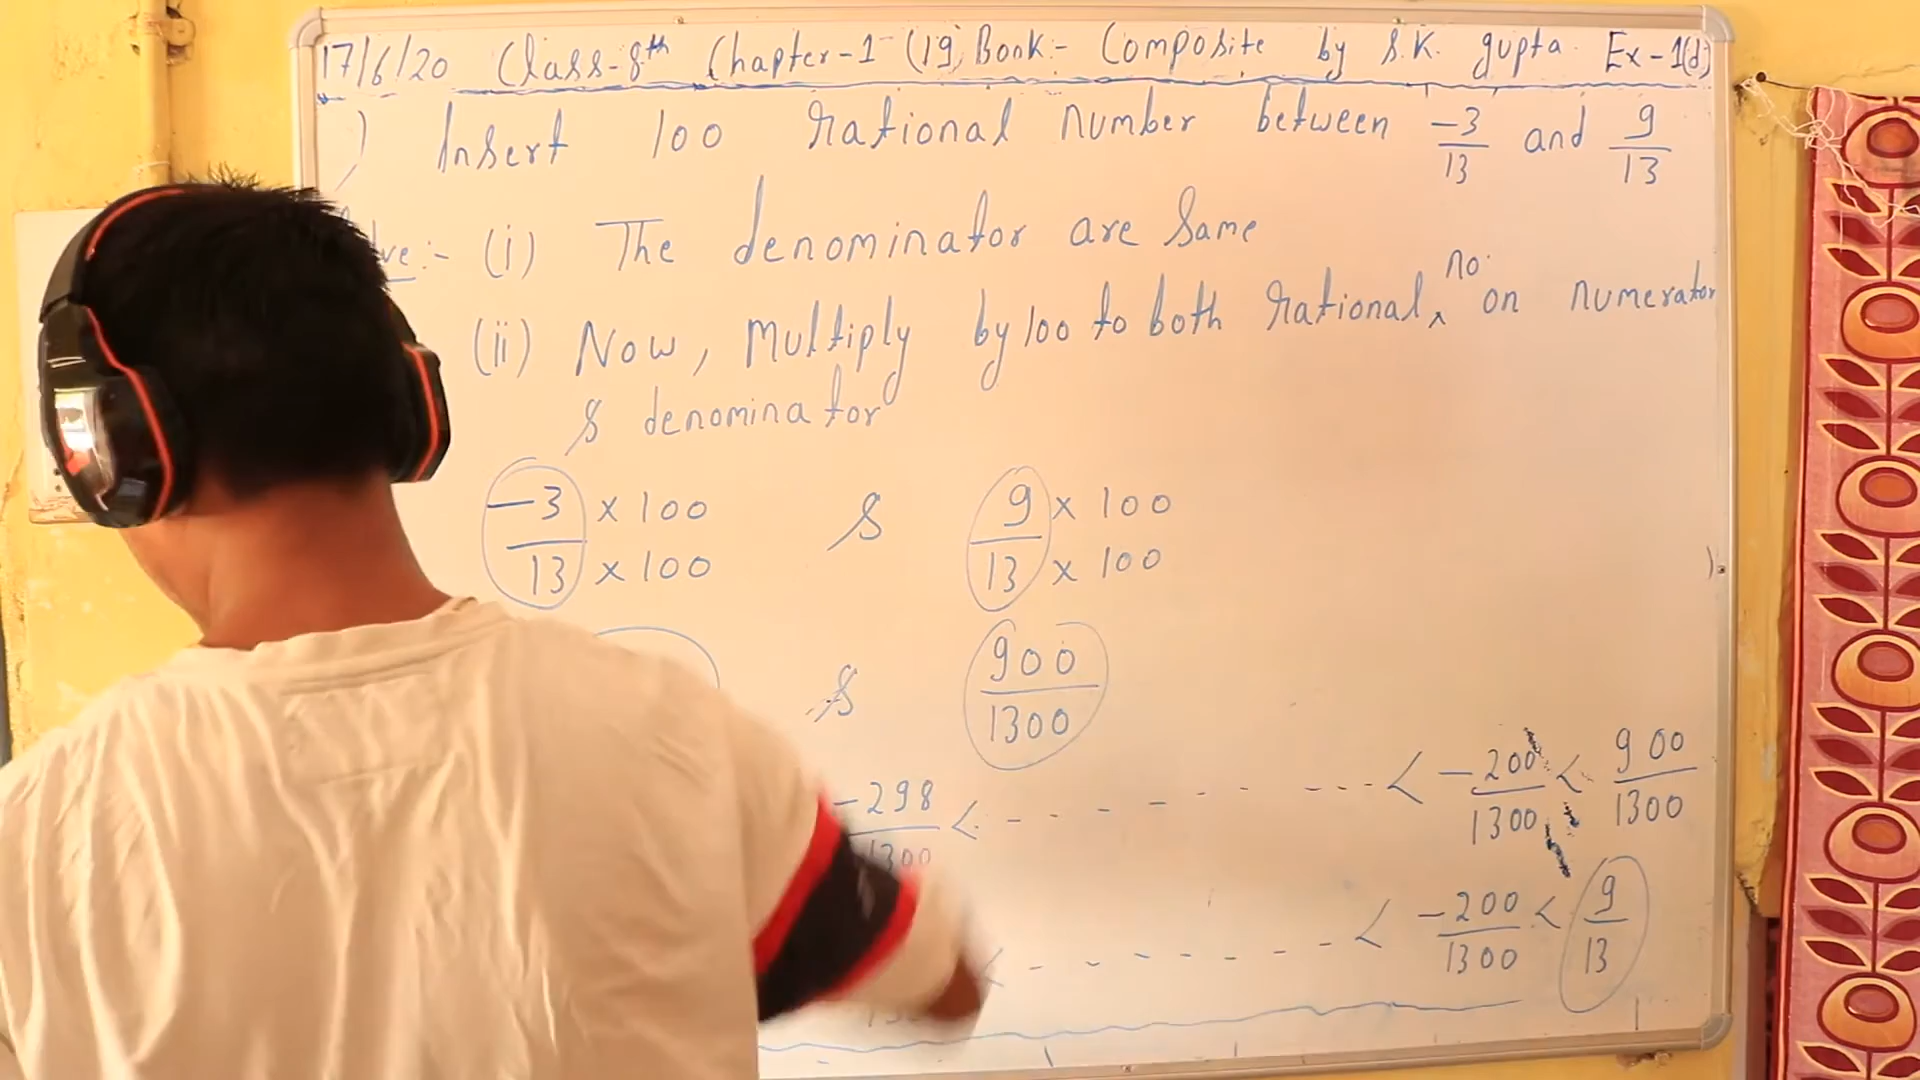 17/6/20 Class-8th Chapter-1 (19) Book:- Composite by S.K. gupta. Ex-1(d)
) Insert 100 rational number between -3/13 and 9/13
ve:- (i) The denominator are same
(ii) Now, Multiply by 100 to both rational, no. on numerator
& denominator
-3 × 100 / 13 × 100 & 9 × 100 / 13 × 100
& 900/1300
-298/1300 < - - - - - - - - - < -200/1300 < 900/1300
< - - - - - - - < -200/1300 < 9/13